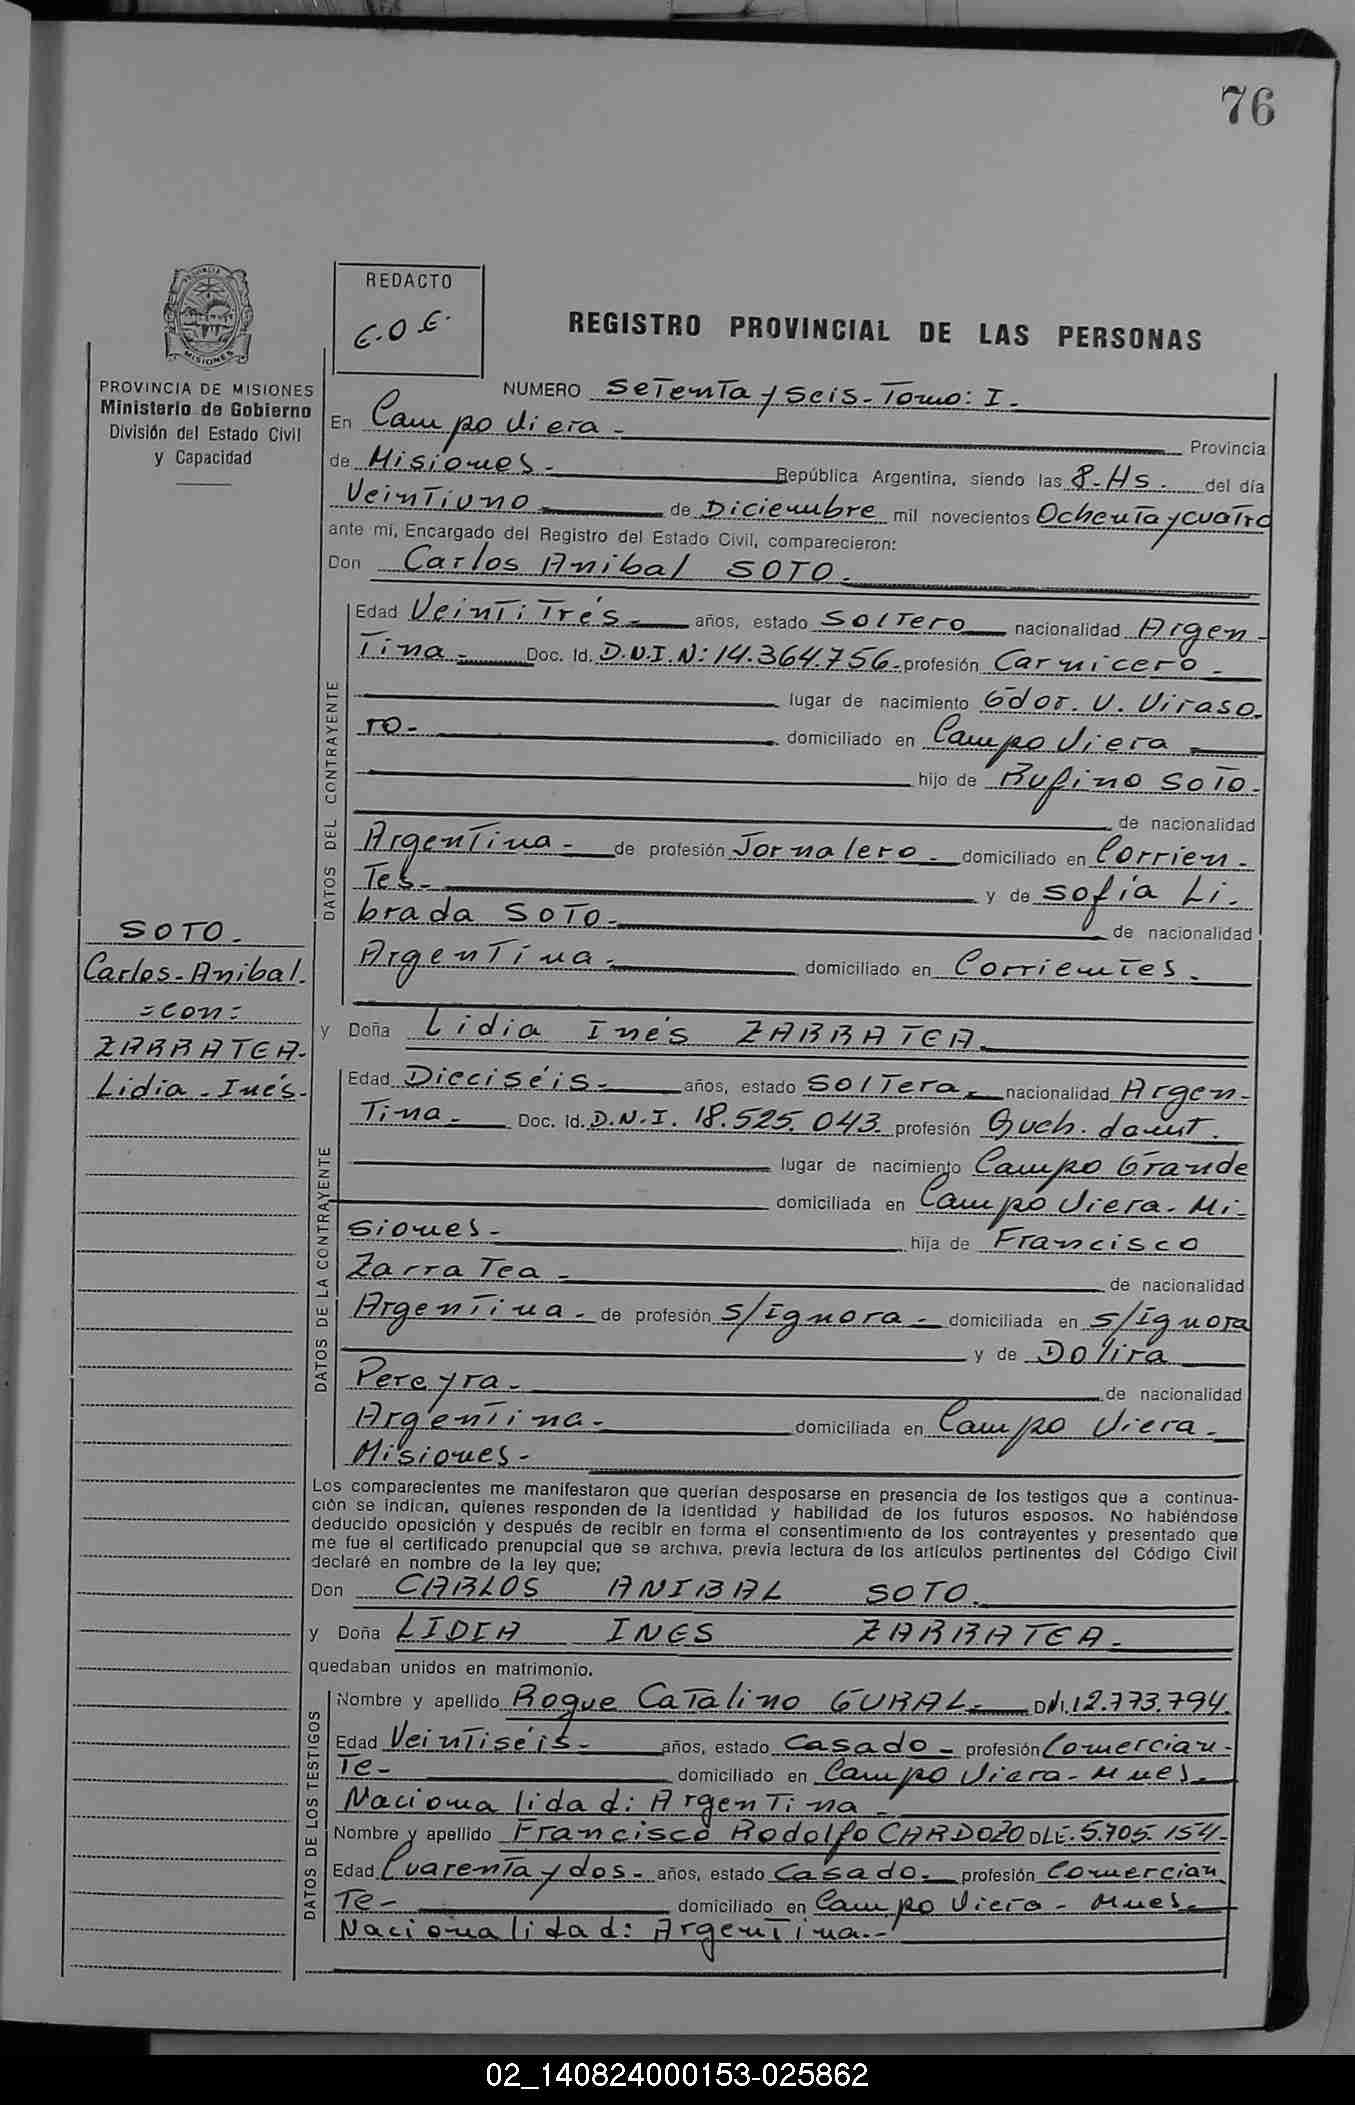 76
REDACTO
E.O.E.
REGISTRO PROVINCIAL DE LAS PERSONAS
PROVINCIA DE MISIONES
Ministerio de Gobierno
División del Estado Civil
y Capacidad
NUMERO Setenta y seis - Tomo: I.
En Campo Viera - Provincia
de Misiones - República Argentina, siendo las 8.Hs. del día
Veintiuno de Diciembre mil novecientos Ochenta y cuatro
ante mí, Encargado del Registro del Estado Civil, comparecieron:
Don Carlos Anibal SOTO.
DATOS DEL CONTRAYENTE
Edad Veintitrés - años, estado Soltero nacionalidad Argen-
tina - Doc. Id. D.N.I.N: 14.364.756 - profesión Carnicero -
lugar de nacimiento Gdor. V. Viraso-
ro - domiciliado en Campo Viera
hijo de Rufino Soto -
de nacionalidad
Argentina - de profesión Jornalero - domiciliado en Corrien-
tes - y de Sofía Li-
brada SOTO - de nacionalidad
Argentina - domiciliado en Corrientes -
SOTO -
Carlos - Anibal.
=con=
ZARRATEA -
Lidia - Inés -
y Doña Lidia Inés ZARRATEA.
DATOS DE LA CONTRAYENTE
Edad Dieciséis - años, estado Soltera - nacionalidad Argen-
tina - Doc. Id. D.N.I. 18.525.043 profesión Queh. domt.
lugar de nacimiento Campo Grande
domiciliada en Campo Viera - Mi-
siones - hija de Francisco
Zarratea - de nacionalidad
Argentina - de profesión s/Ignora - domiciliada en s/Ignora
y de Dolira
Pereyra - de nacionalidad
Argentina - domiciliada en Campo Viera -
Misiones -
Los comparecientes me manifestaron que querían desposarse en presencia de los testigos que a continua-
ción se indican, quienes responden de la identidad y habilidad de los futuros esposos. No habiéndose
deducido oposición y después de recibir en forma el consentimiento de los contrayentes y presentado que
me fue el certificado prenupcial que se archiva, previa lectura de los artículos pertinentes del Código Civil
declaré en nombre de la ley que:
Don CARLOS ANIBAL SOTO.
y Doña LIDIA INES ZARRATEA -
quedaban unidos en matrimonio.
DATOS DE LOS TESTIGOS
Nombre y apellido Roque Catalino GURAL - DNI. 12.773.794
Edad Veintiséis - años, estado Casado - profesión Comercian-
te - domiciliado en Campo Viera - Mnes.
Nacionalidad: Argentina -
Nombre y apellido Francisco Rodolfo CARDOZO DLE. 5.705.154 -
Edad Cuarenta y dos - años, estado Casado - profesión Comercian
te - domiciliado en Campo Viera - Mnes.
Nacionalidad: Argentina -
02_140824000153-025862